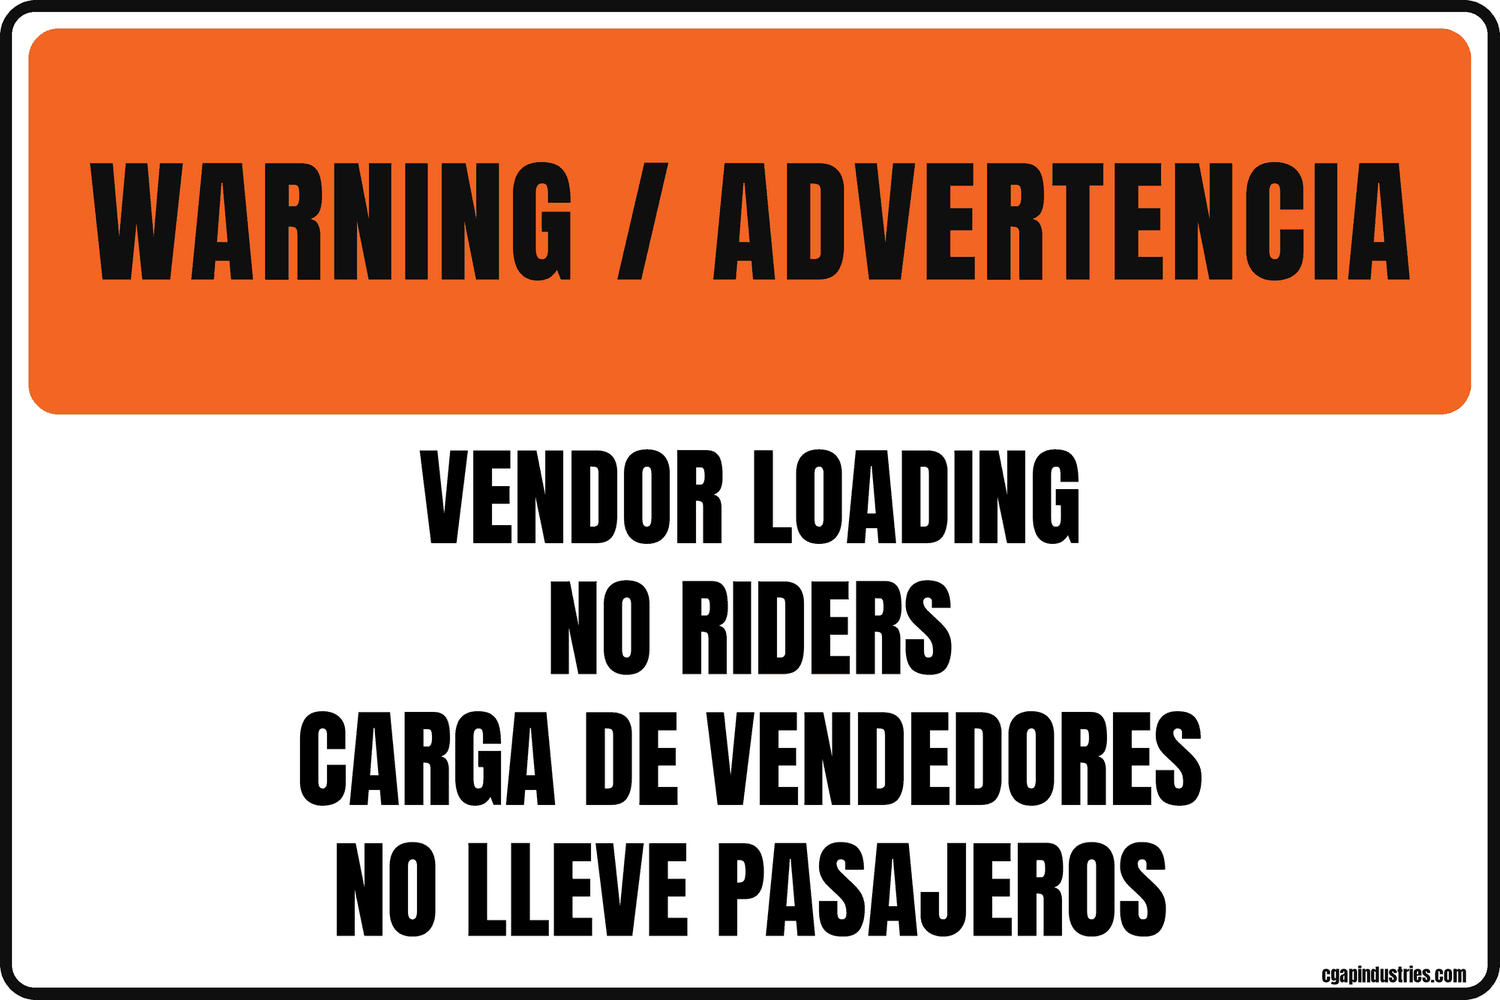 WARNING / ADVERTENCIA
VENDOR LOADING
NO RIDERS
CARGA DE VENDEDORES
NO LLEVE PASAJEROS
cgapindustries.com